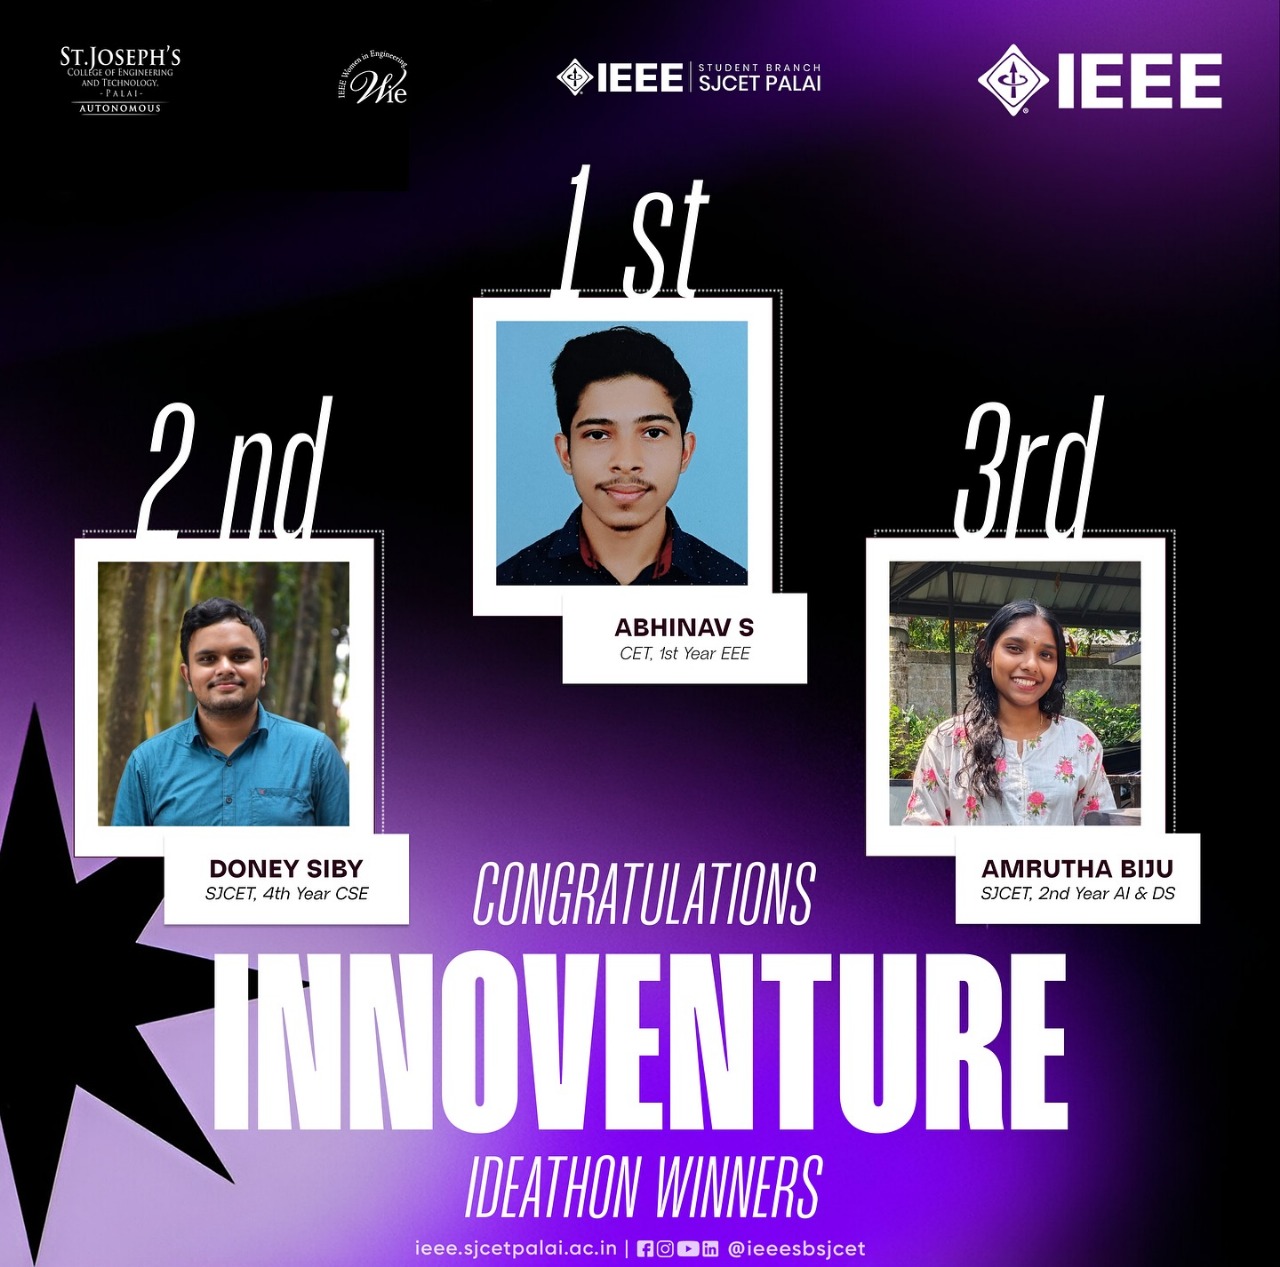 ST.JOSEPH'S
COLLEGE OF ENGINEERING
AND TECHNOLOGY,
- PALAI -
AUTONOMOUS
IEEE Women in Engineering
WIE
IEEE
STUDENT BRANCH
SJCET PALAI
IEEE
1 st
ABHINAV S
CET, 1st Year EEE
2 nd
DONEY SIBY
SJCET, 4th Year CSE
3rd
AMRUTHA BIJU
SJCET, 2nd Year AI & DS
CONGRATULATIONS
INNOVENTURE
IDEATHON WINNERS
ieee.sjcetpalai.ac.in | @ieeesbsjcet